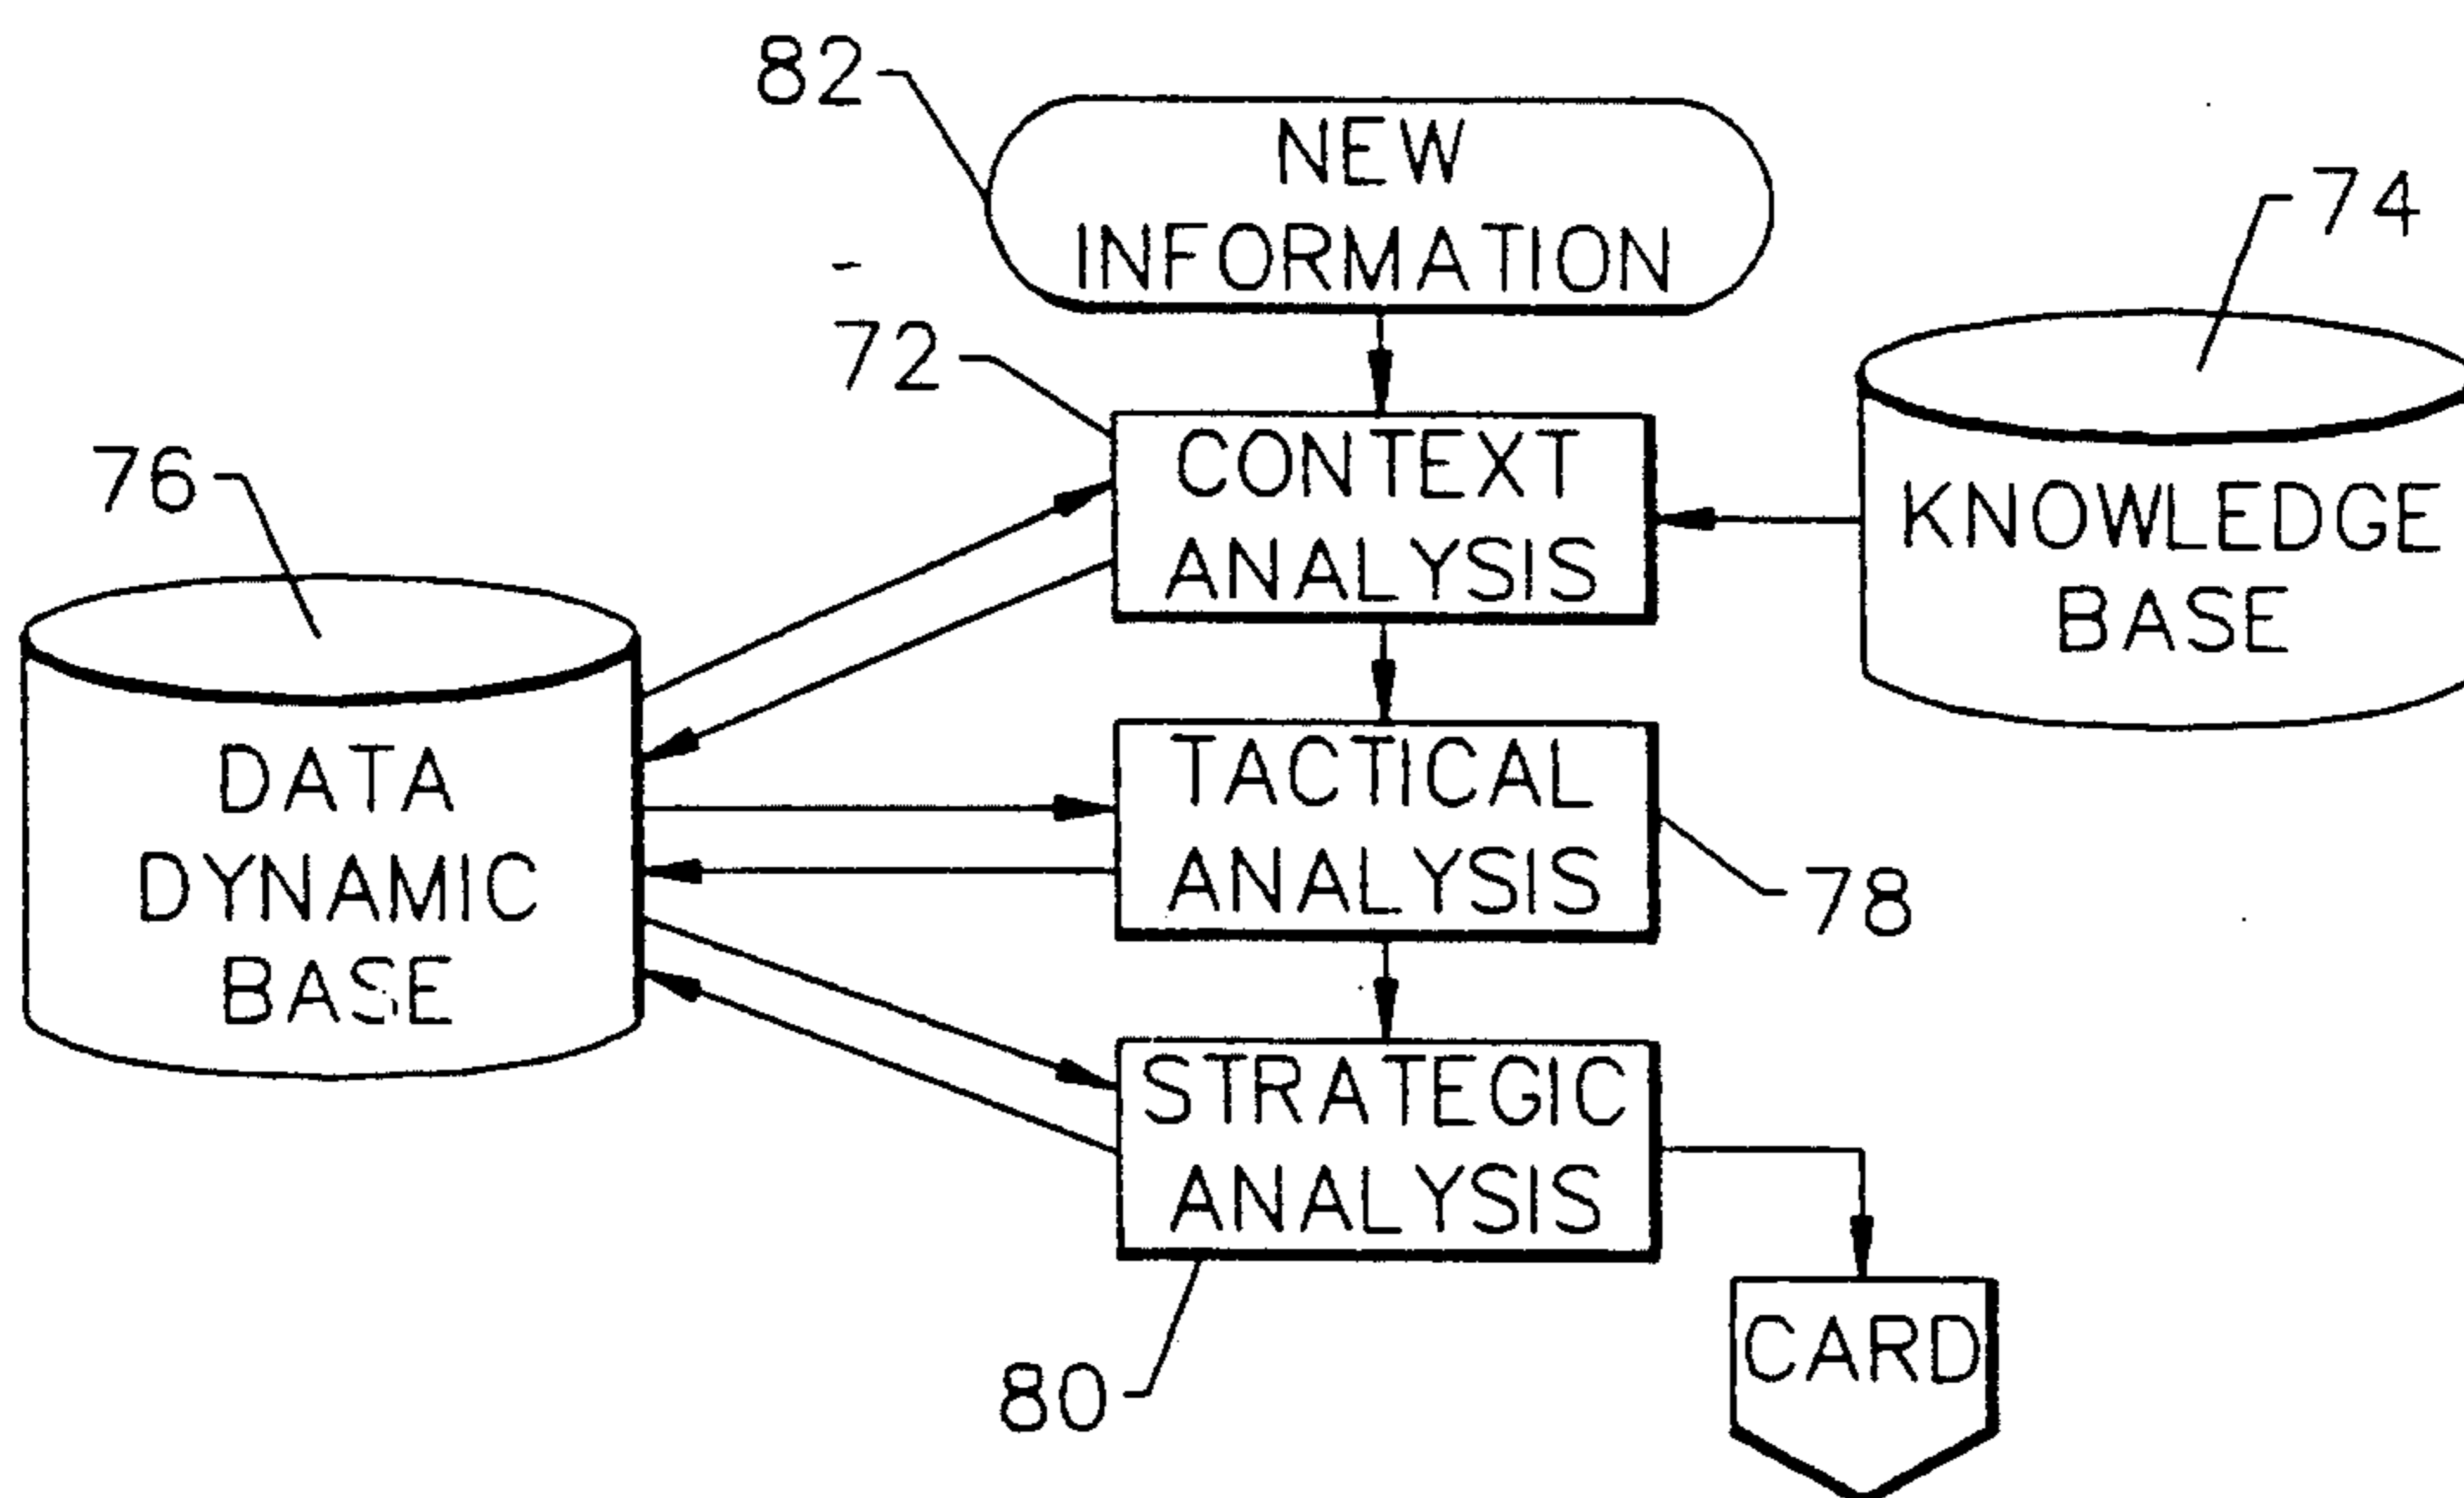 82
NEW
INFORMATION
74
72
CONTEXT
ANALYSIS
KNOWLEDGE
BASE
76
DATA
DYNAMIC
BASE
TACTICAL
ANALYSIS
78
STRATEGIC
ANALYSIS
80
CARD